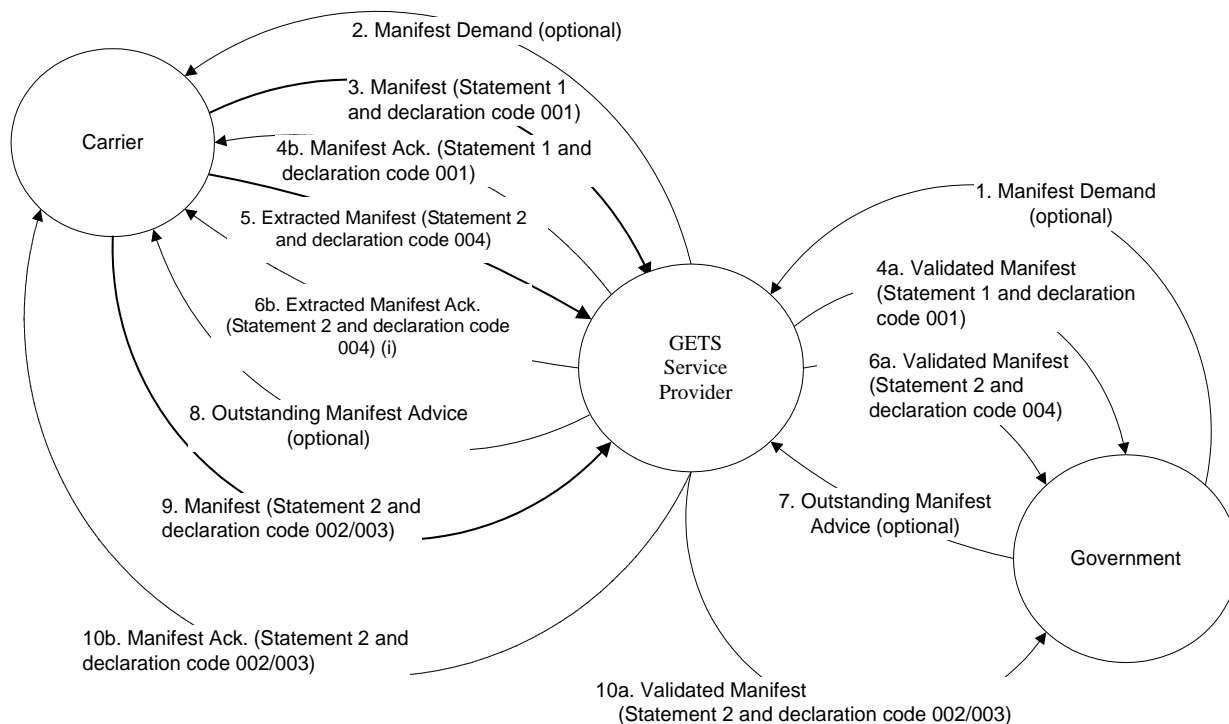 2. Manifest Demand (optional)
3. Manifest (Statement 1
and declaration code 001)
Carrier
4b. Manifest Ack. (Statement 1 and
declaration code 001)
5. Extracted Manifest (Statement 2
and declaration code 004)
6b. Extracted Manifest Ack.
(Statement 2 and declaration code
004) (i)
8. Outstanding Manifest Advice
(optional)
9. Manifest (Statement 2 and
declaration code 002/003)
10b. Manifest Ack. (Statement 2 and
declaration code 002/003)
GETS
Service
Provider
1. Manifest Demand
(optional)
4a. Validated Manifest
(Statement 1 and declaration
code 001)
6a. Validated Manifest
(Statement 2 and
declaration code 004)
7. Outstanding Manifest
Advice (optional)
Government
10a. Validated Manifest
(Statement 2 and declaration code 002/003)